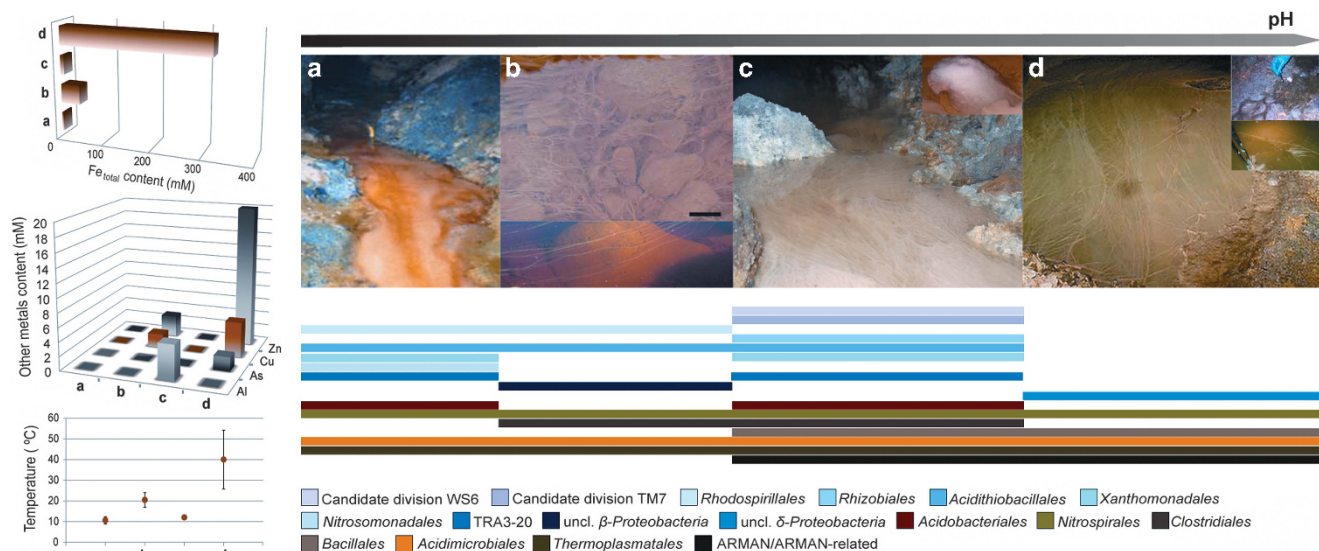 pH
d
c
b
a
0
100
200
300
400
Fetotal content (mM)
a
b
c
d
20
18
16
14
12
10
8
6
4
2
0
Other metals content (mM)
Zn
Cu
As
Al
a
b
c
d
60
50
40
30
20
10
0
Temperature ( ºC)
Candidate division WS6 Candidate division TM7 Rhodospirillales Rhizobiales Acidithiobacillales Xanthomonadales
Nitrosomonadales TRA3-20 uncl. β-Proteobacteria uncl. δ-Proteobacteria Acidobacteriales Nitrospirales Clostridiales
Bacillales Acidimicrobiales Thermoplasmatales ARMAN/ARMAN-related